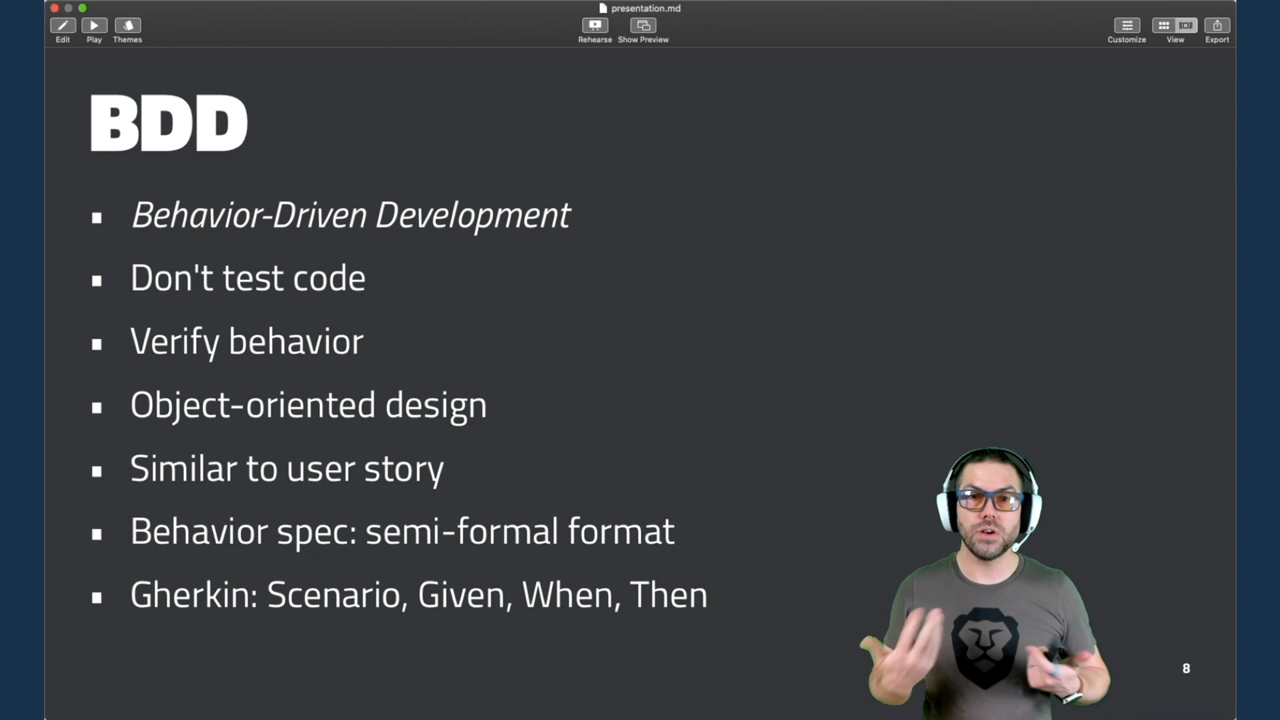 presentation.md
Edit
Play
Themes
Rehearse
Show Preview
Customize
View
Export
BDD
Behavior-Driven Development
Don't test code
Verify behavior
Object-oriented design
Similar to user story
Behavior spec: semi-formal format
Gherkin: Scenario, Given, When, Then
8